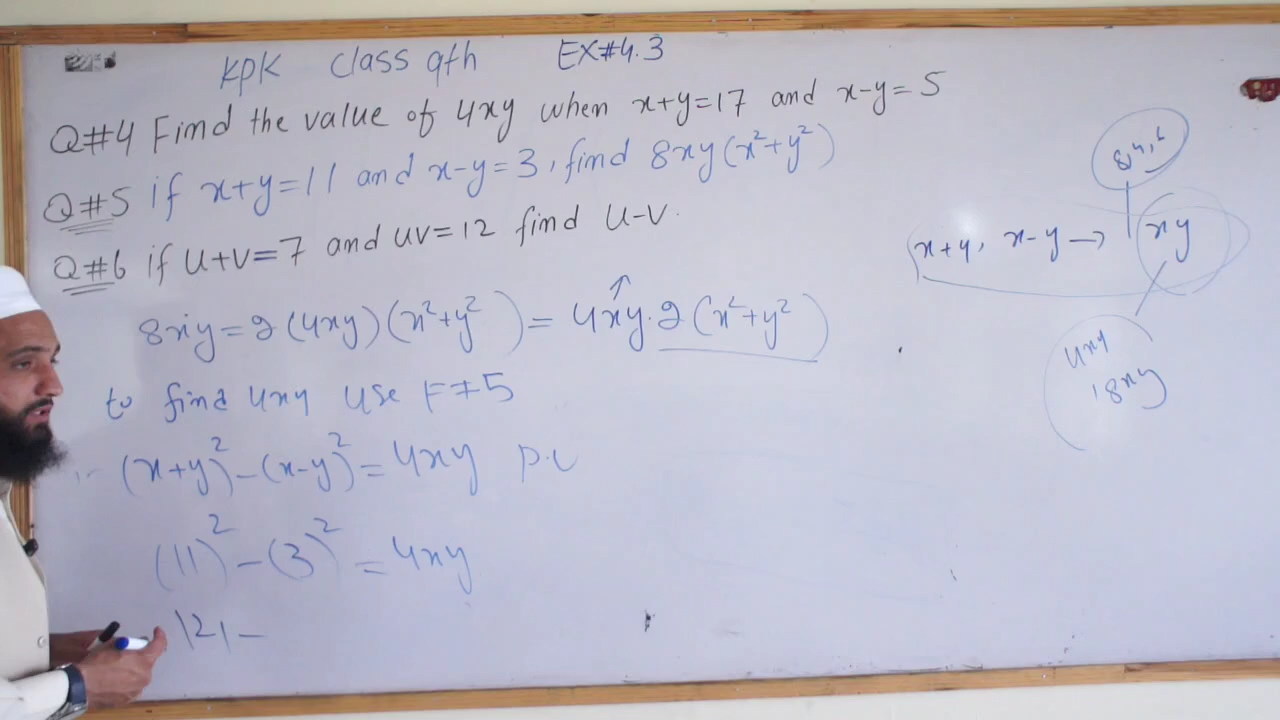 KPK class 9th EX#4.3
Q#4 Find the value of 4xy when x+y=17 and x-y=5
Q#5 if x+y=11 and x-y=3, find 8xy(x²+y²)
Q#6 if u+v=7 and uv=12 find u-v.
8xy=2(4xy)(x²+y²)=4xy.2(x²+y²)
to find 4xy use F#5
(x+y)²-(x-y)²=4xy P.V
(11)²-(3)²=4xy
121-
8,4,6
x+y, x-y→ xy
4xy
18xy